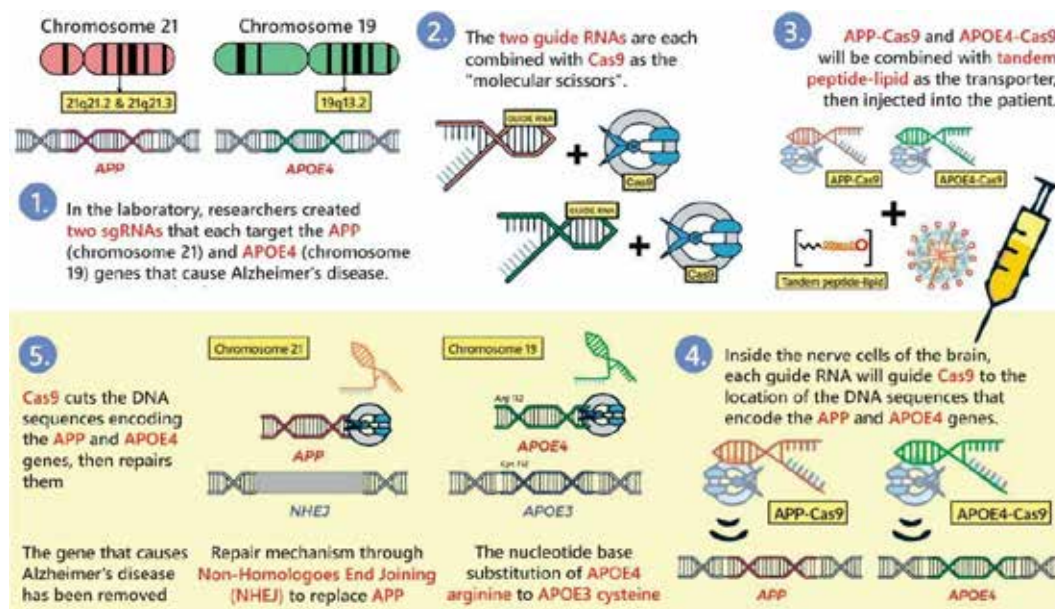 Chromosome 21
Chromosome 19
21q21.2 & 21q21.3
19q13.2
APP
APOE4
1.
In the laboratory, researchers created
two sgRNAs that each target the APP
(chromosome 21) and APOE4 (chromosome
19) genes that cause Alzheimer's disease.
2.
The two guide RNAs are each
combined with Cas9 as the
"molecular scissors".
GUIDE RNA
Cas9
GUIDE RNA
Cas9
3.
APP-Cas9 and APOE4-Cas9
will be combined with tandem
peptide-lipid as the transporter,
then injected into the patient.
APP-Cas9
APOE4-Cas9
Tandem peptide-lipid
5.
Cas9 cuts the DNA
sequences encoding
the APP and APOE4
genes, then repairs
them
The gene that causes
Alzheimer's disease
has been removed
Chromosome 21
APP
NHEJ
Repair mechanism through
Non-Homologoes End Joining
(NHEJ) to replace APP
Chromosome 19
Arg 112
APOE4
Cys 112
APOE3
The nucleotide base
substitution of APOE4
arginine to APOE3 cysteine
4.
Inside the nerve cells of the brain,
each guide RNA will guide Cas9 to the
location of the DNA sequences that
encode the APP and APOE4 genes.
APP-Cas9
APOE4-Cas9
APP
APOE4